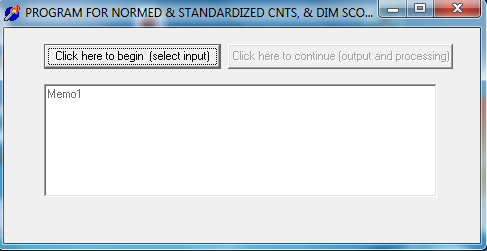 PROGRAM FOR NORMED & STANDARDIZED CNTS, & DIM SCO...
Click here to begin (select input)
Click here to continue (output and processing)
Memo1